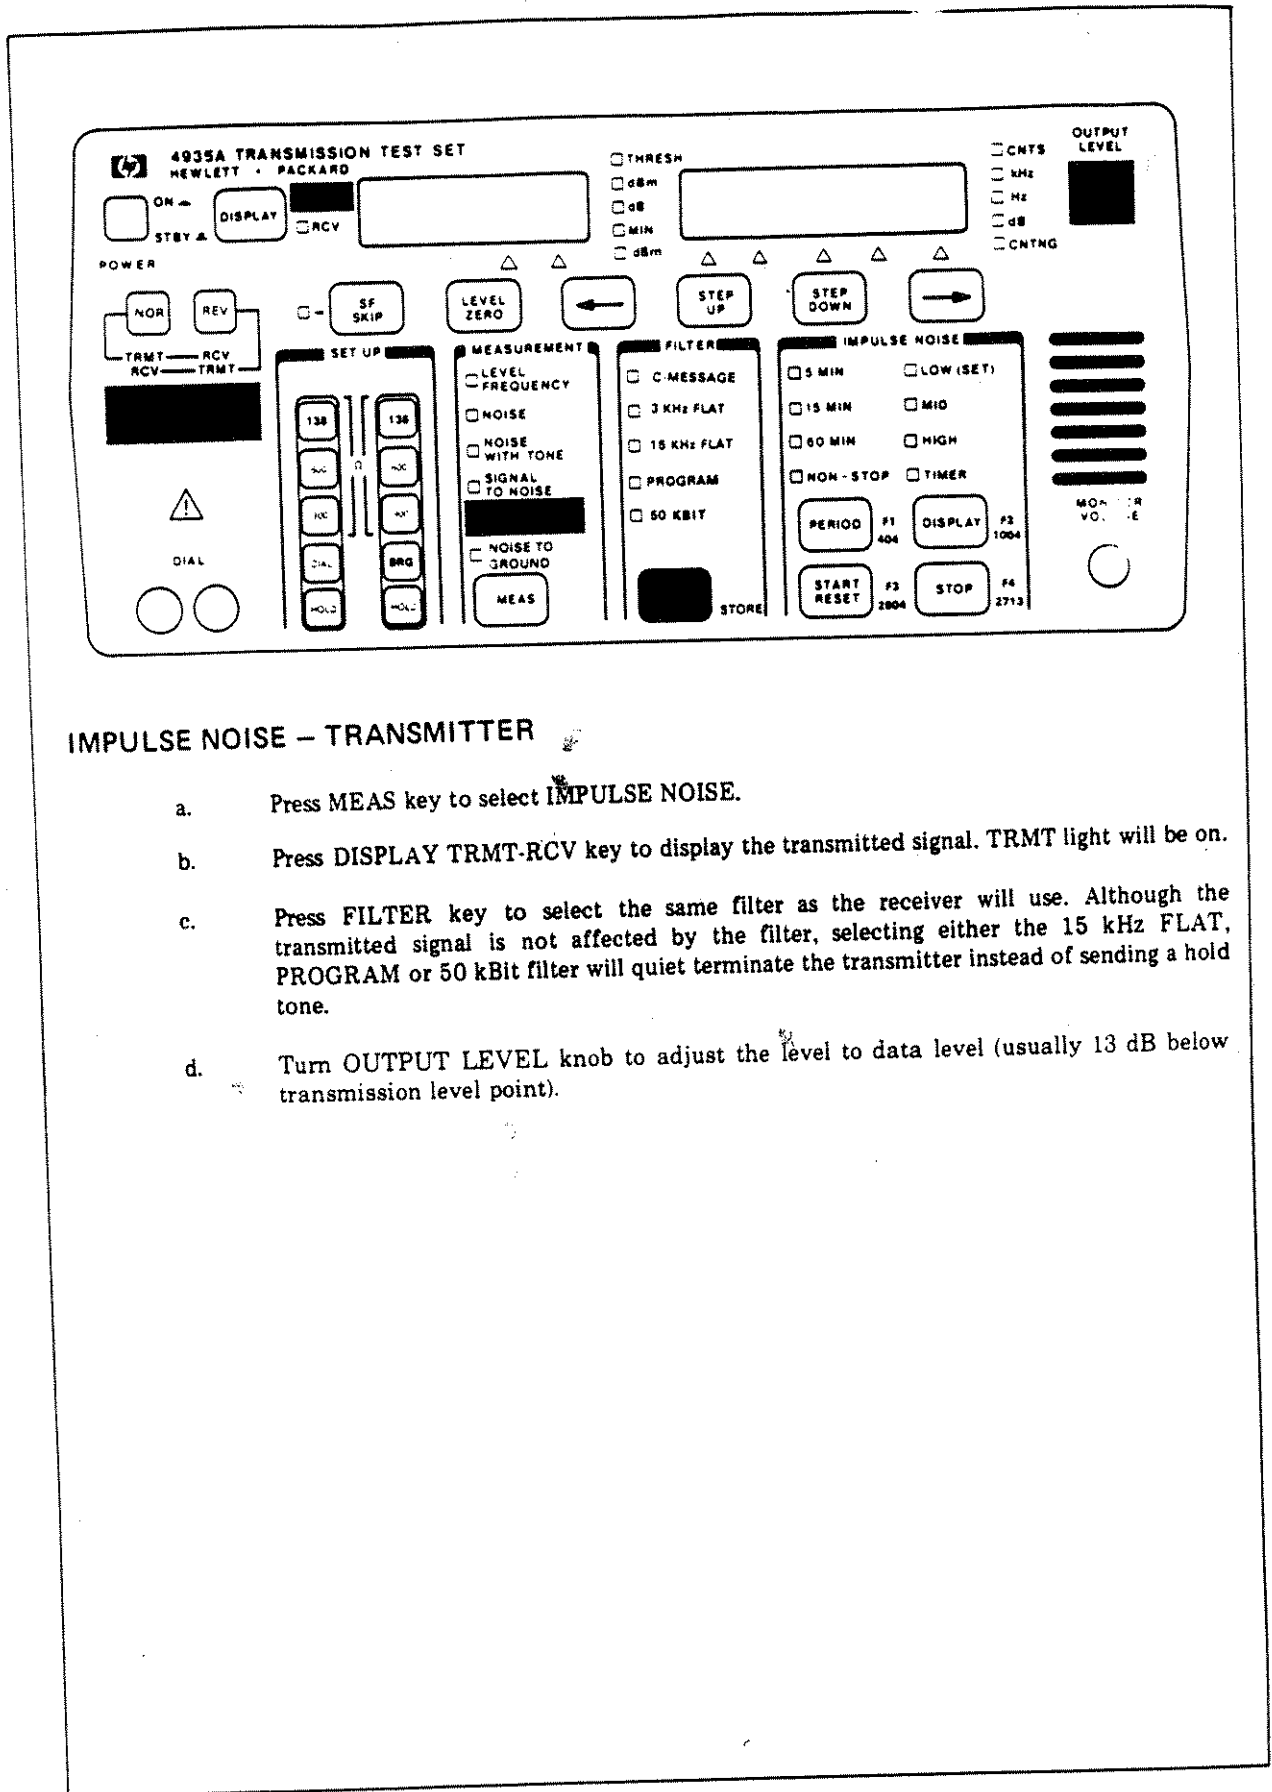 4935A TRANSMISSION TEST SET
HEWLETT · PACKARD
ON
STBY
POWER
DISPLAY
RCV
THRESH
dBm
dB
MIN
dBm
CNTS
kHz
Hz
dB
CNTNG
OUTPUT
LEVEL
NOR
REV
TRMT RCV
RCV TRMT
SF
SKIP
LEVEL
ZERO
STEP
UP
STEP
DOWN
SET UP
135
135
DIAL
BRG
HOLD
HOLD
Ω
DIAL
MEASUREMENT
LEVEL
FREQUENCY
NOISE
NOISE
WITH TONE
SIGNAL
TO NOISE
NOISE TO
GROUND
MEAS
FILTER
C-MESSAGE
3 KHz FLAT
15 KHz FLAT
PROGRAM
50 KBIT
STORE
IMPULSE NOISE
5 MIN
LOW (SET)
15 MIN
MID
60 MIN
HIGH
NON-STOP
TIMER
PERIOD
F1
404
DISPLAY
F2
1004
START
RESET
F3
2804
STOP
F4
2713
IMPULSE NOISE – TRANSMITTER
a. Press MEAS key to select IMPULSE NOISE.
b. Press DISPLAY TRMT-RCV key to display the transmitted signal. TRMT light will be on.
c. Press FILTER key to select the same filter as the receiver will use. Although the
transmitted signal is not affected by the filter, selecting either the 15 kHz FLAT,
PROGRAM or 50 kBit filter will quiet terminate the transmitter instead of sending a hold
tone.
d. Turn OUTPUT LEVEL knob to adjust the level to data level (usually 13 dB below
transmission level point).